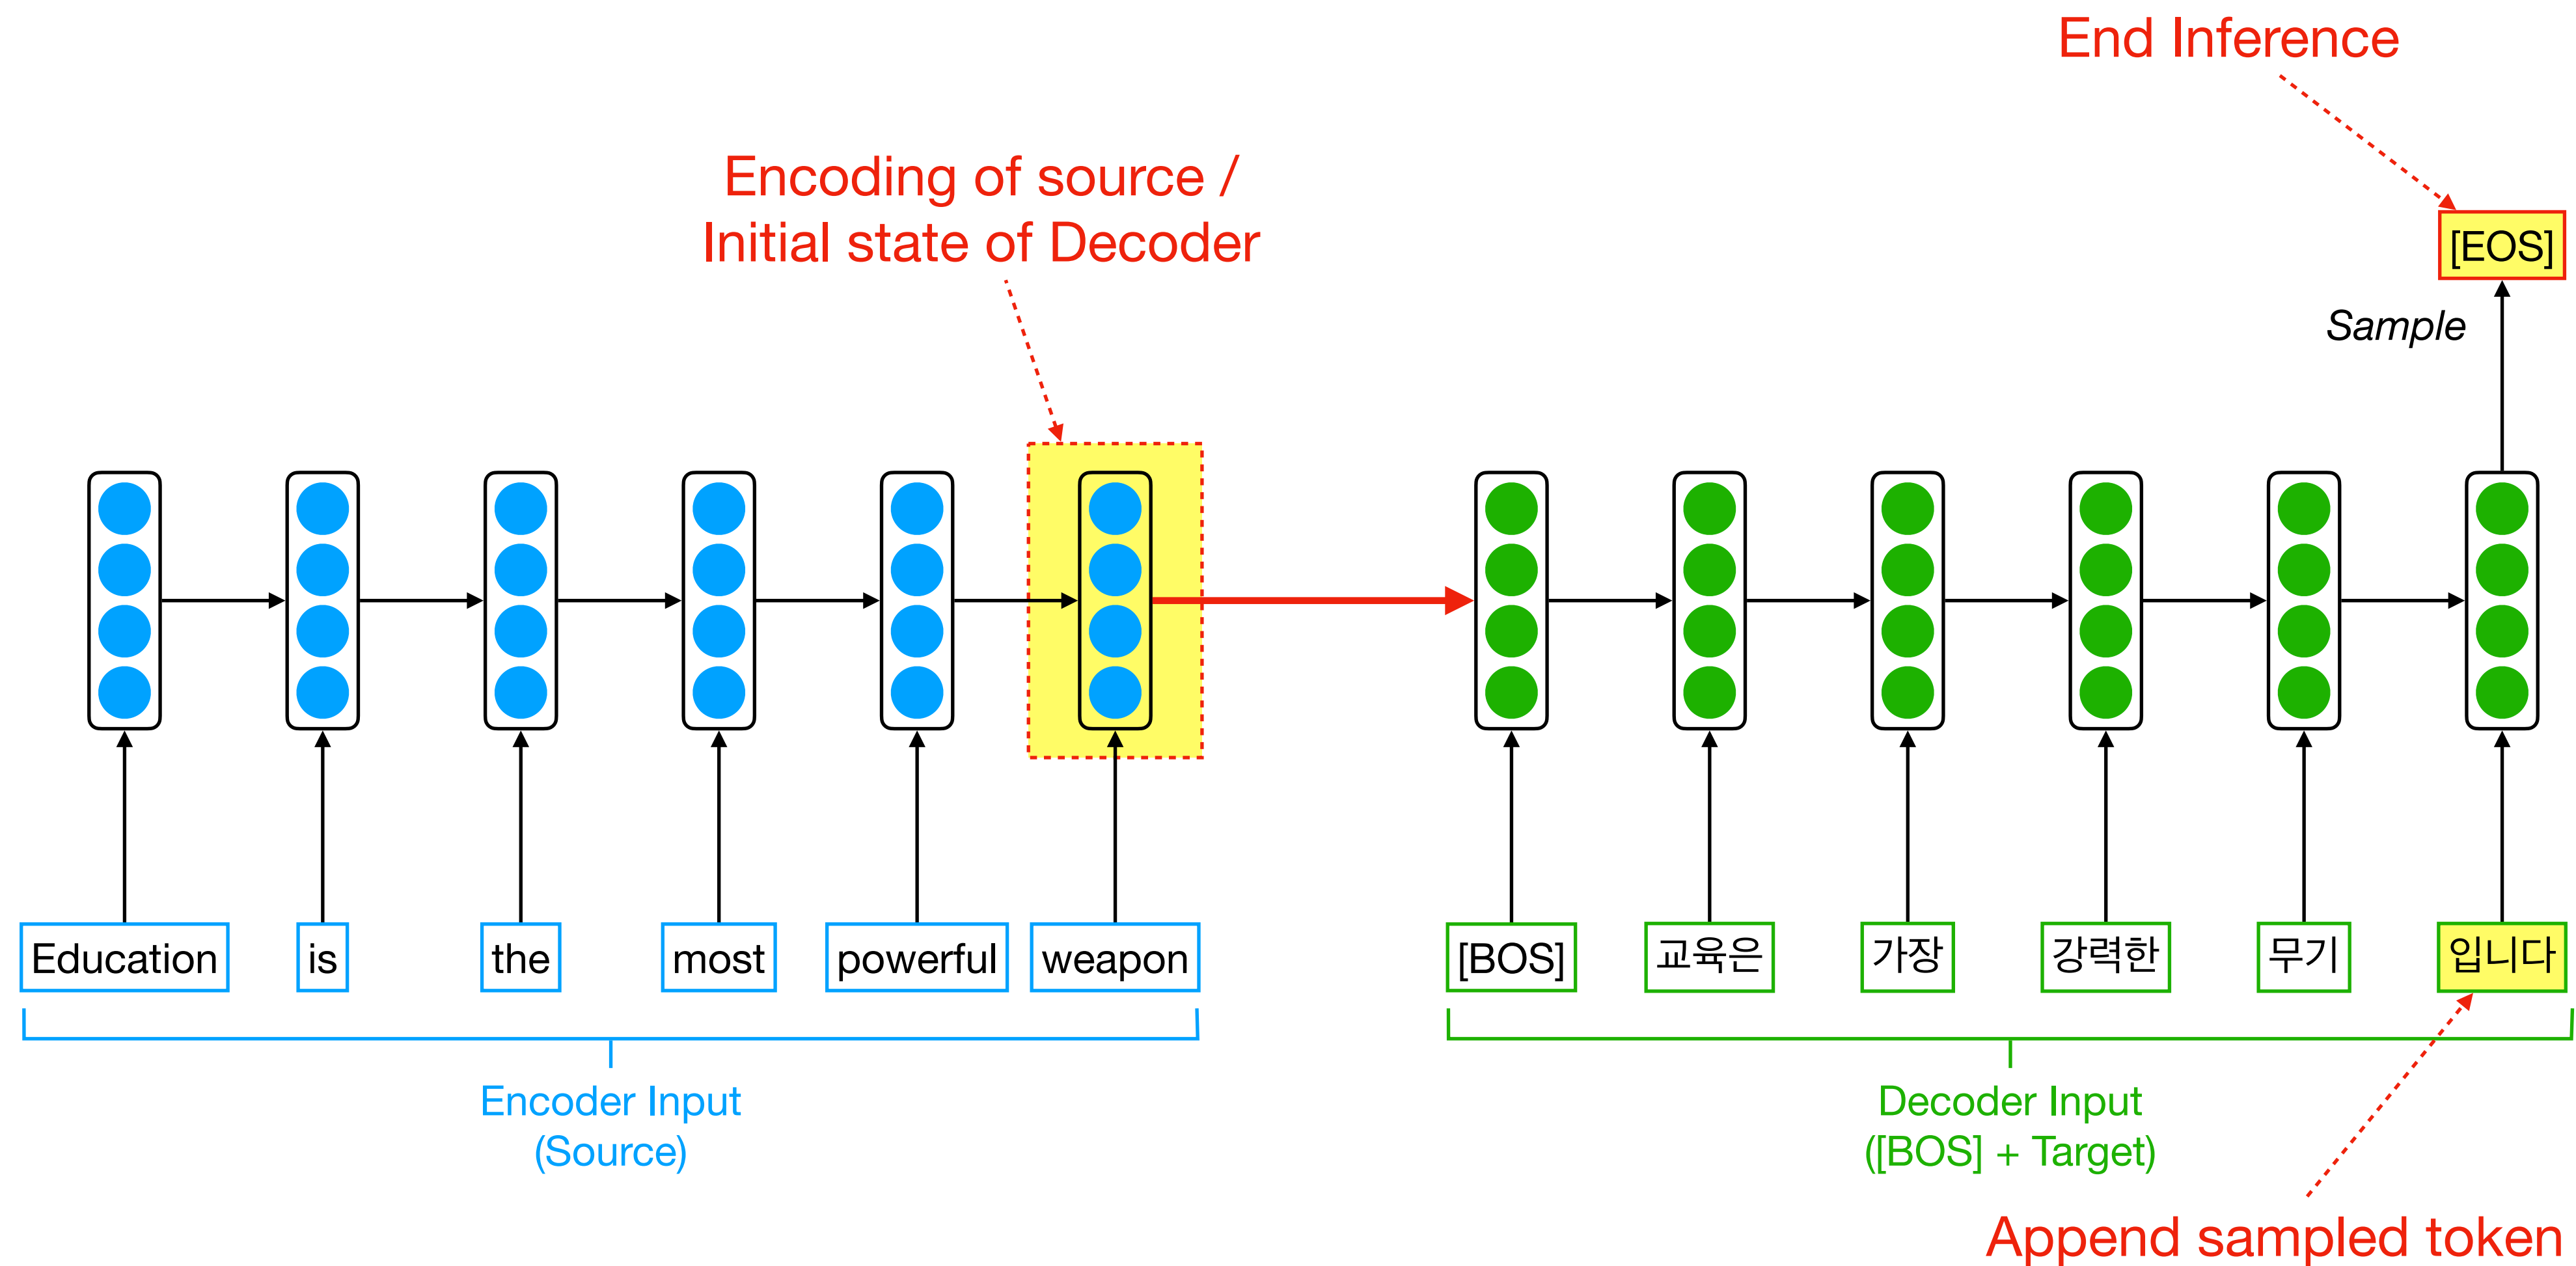 End Inference
Encoding of source /
Initial state of Decoder
[EOS]
Sample
Education is the most powerful weapon
[BOS] 교육은 가장 강력한 무기 입니다
Encoder Input
(Source)
Decoder Input
([BOS] + Target)
Append sampled token